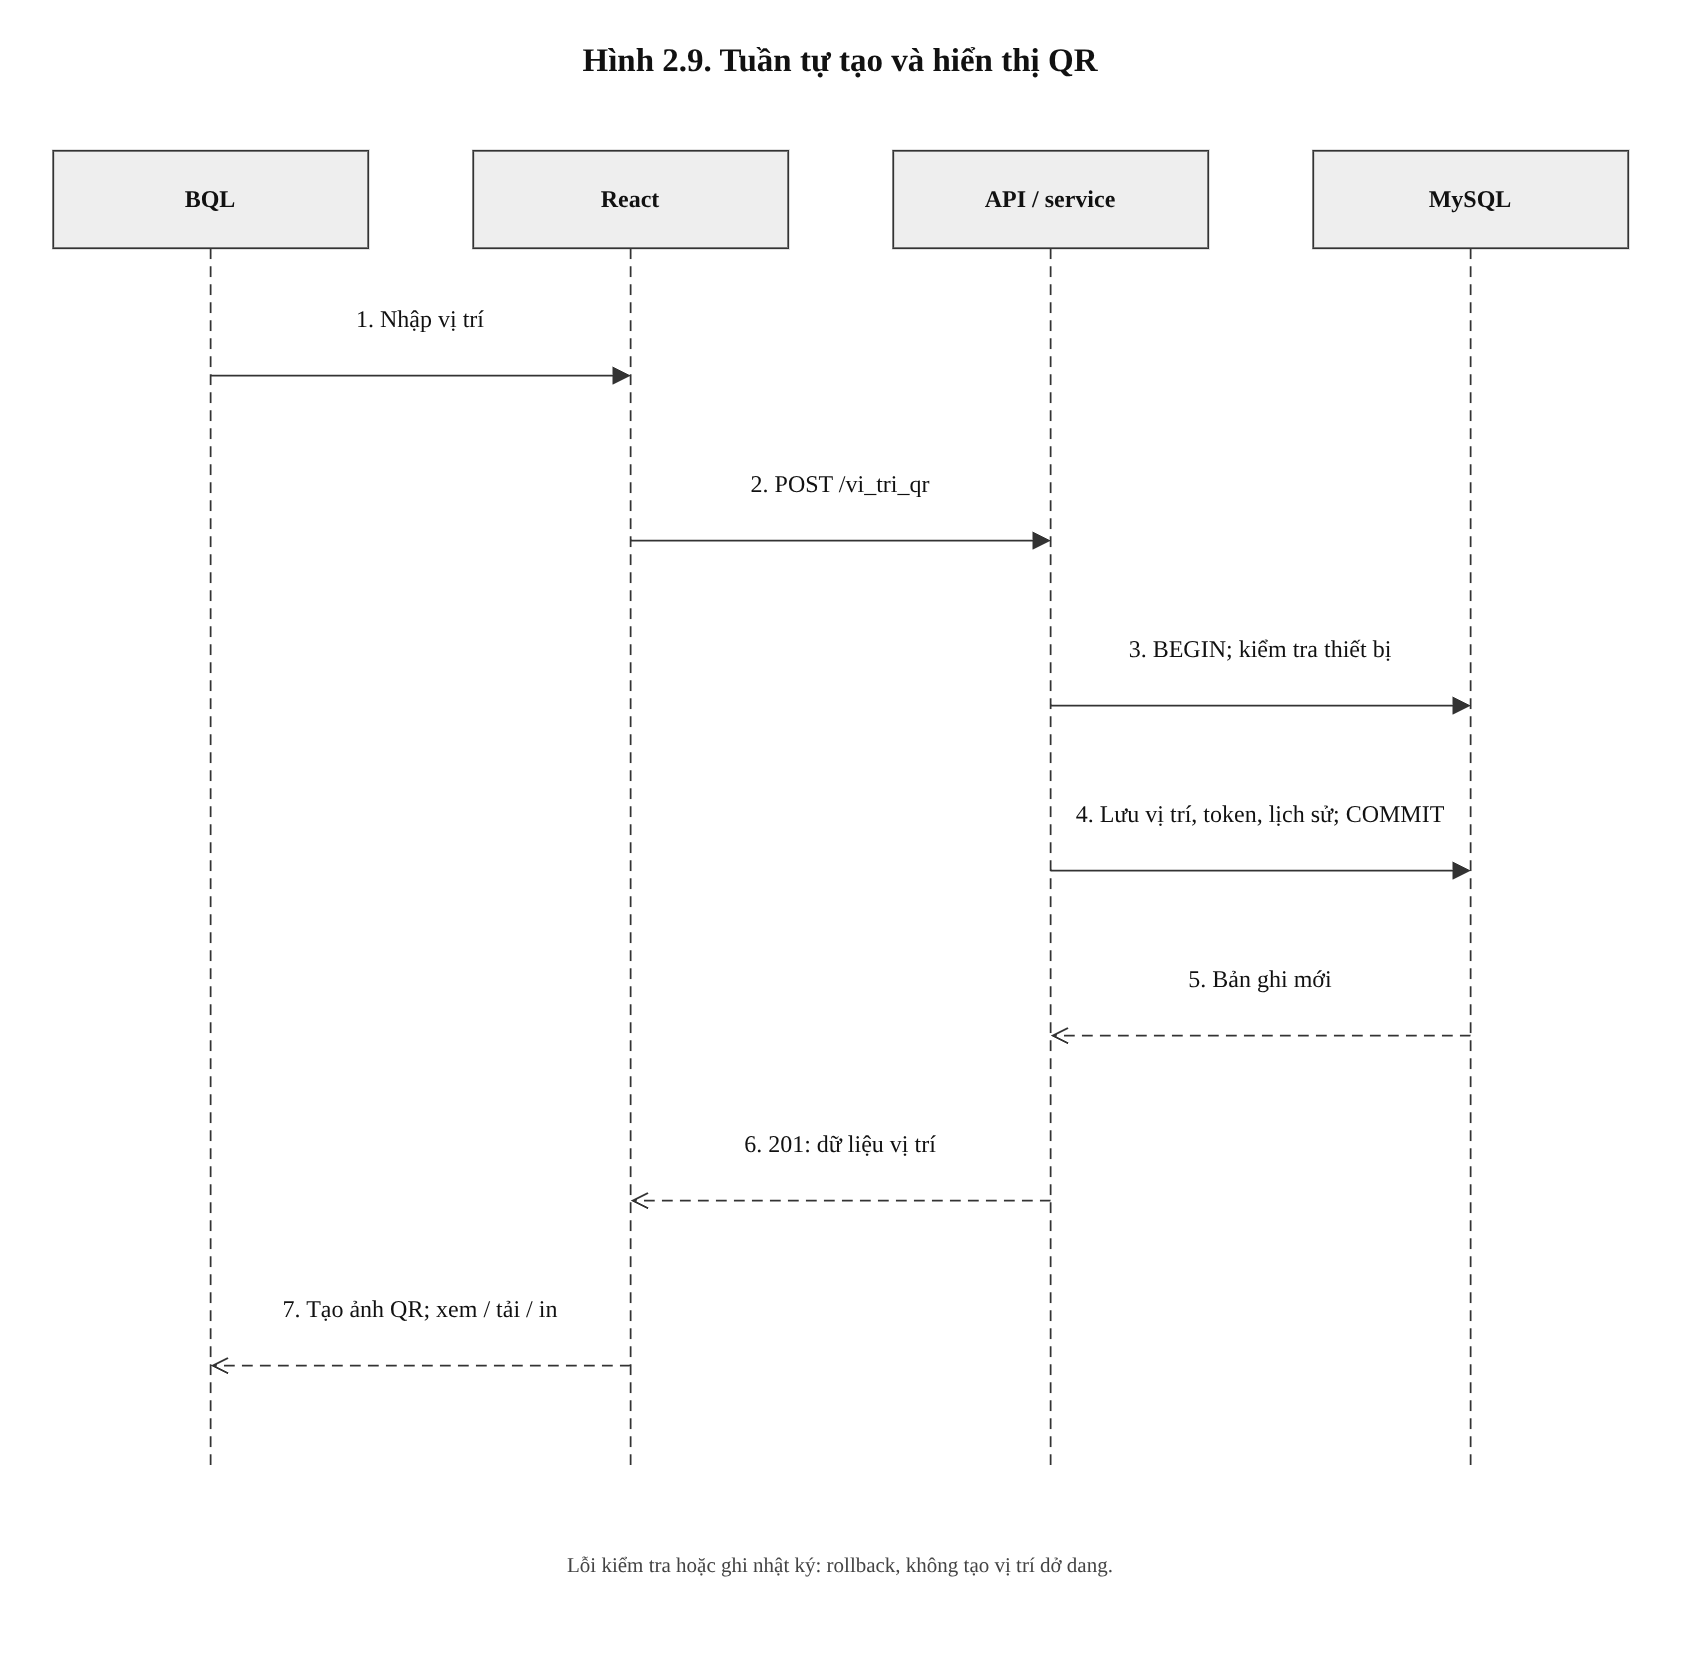 Hình 2.9. Tuần tự tạo và hiển thị QR
BQL
React
API / service
MySQL
1. Nhập vị trí
2. POST /vi_tri_qr
3. BEGIN; kiểm tra thiết bị
4. Lưu vị trí, token, lịch sử; COMMIT
5. Bản ghi mới
6. 201: dữ liệu vị trí
7. Tạo ảnh QR; xem / tải / in
Lỗi kiểm tra hoặc ghi nhật ký: rollback, không tạo vị trí dở dang.